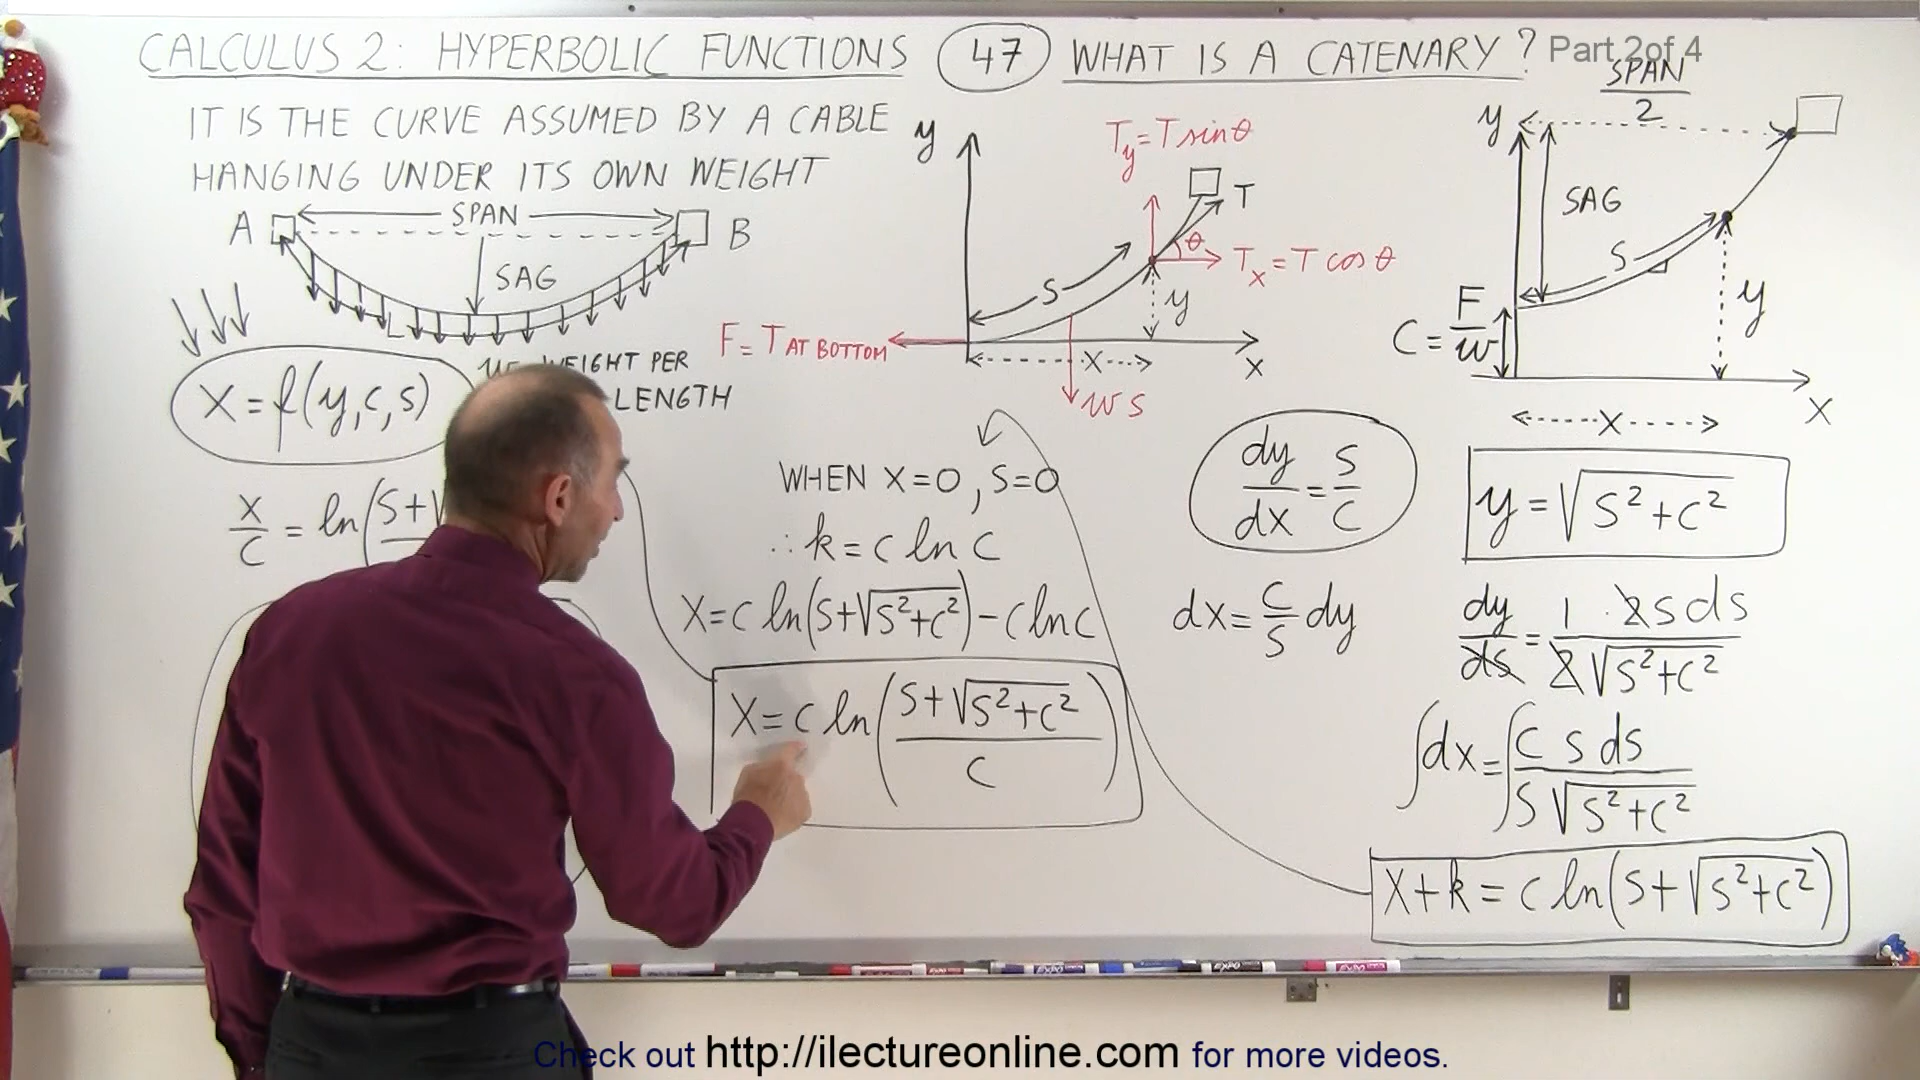 CALCULUS 2: HYPERBOLIC FUNCTIONS 47 WHAT IS A CATENARY? Part 2of 4
IT IS THE CURVE ASSUMED BY A CABLE
HANGING UNDER ITS OWN WEIGHT
A SPAN B
SAG
WEIGHT PER
LENGTH
X = f(y,c,s)
X/C = ln(S+√
y
Ty = T sin θ
T
θ
Tx = T cos θ
S
y
F = T AT BOTTOM
X
x
WS
SPAN/2
y
SAG
S
y
C = F/w
X
X
WHEN X=0, S=0
∴ k = C ln C
X = C ln(S+√S²+C²) - C ln C
X = C ln(S+√S²+C² / C)
dy/dx = S/C
dx = C/S dy
y = √S²+C²
dy/ds = 1 · 2S ds / 2√S²+C²
∫dx = ∫C S ds / S√S²+C²
X+k = C ln(S+√S²+C²)
EXPO
Check out http://ilectureonline.com for more videos.